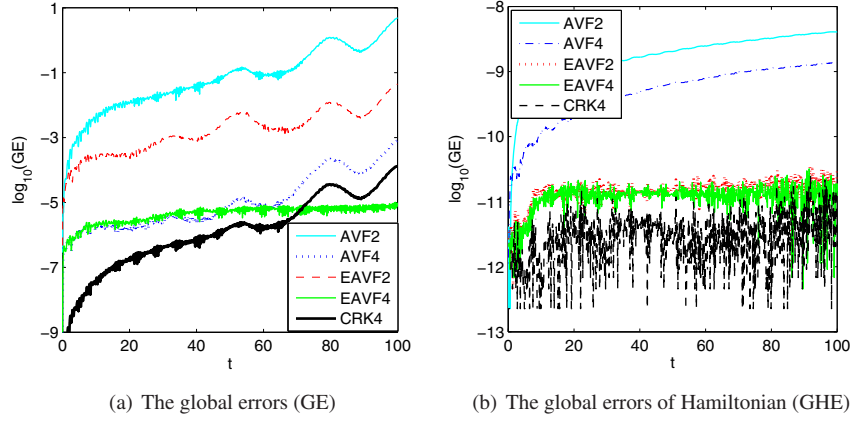 log10(GE)
1
-1
-3
-5
-7
-9
0
20
40
60
80
100
t
AVF2
AVF4
EAVF2
EAVF4
CRK4
(a) The global errors (GE)
log10(GE)
-8
-9
-10
-11
-12
-13
0
20
40
60
80
100
t
AVF2
AVF4
EAVF2
EAVF4
CRK4
(b) The global errors of Hamiltonian (GHE)